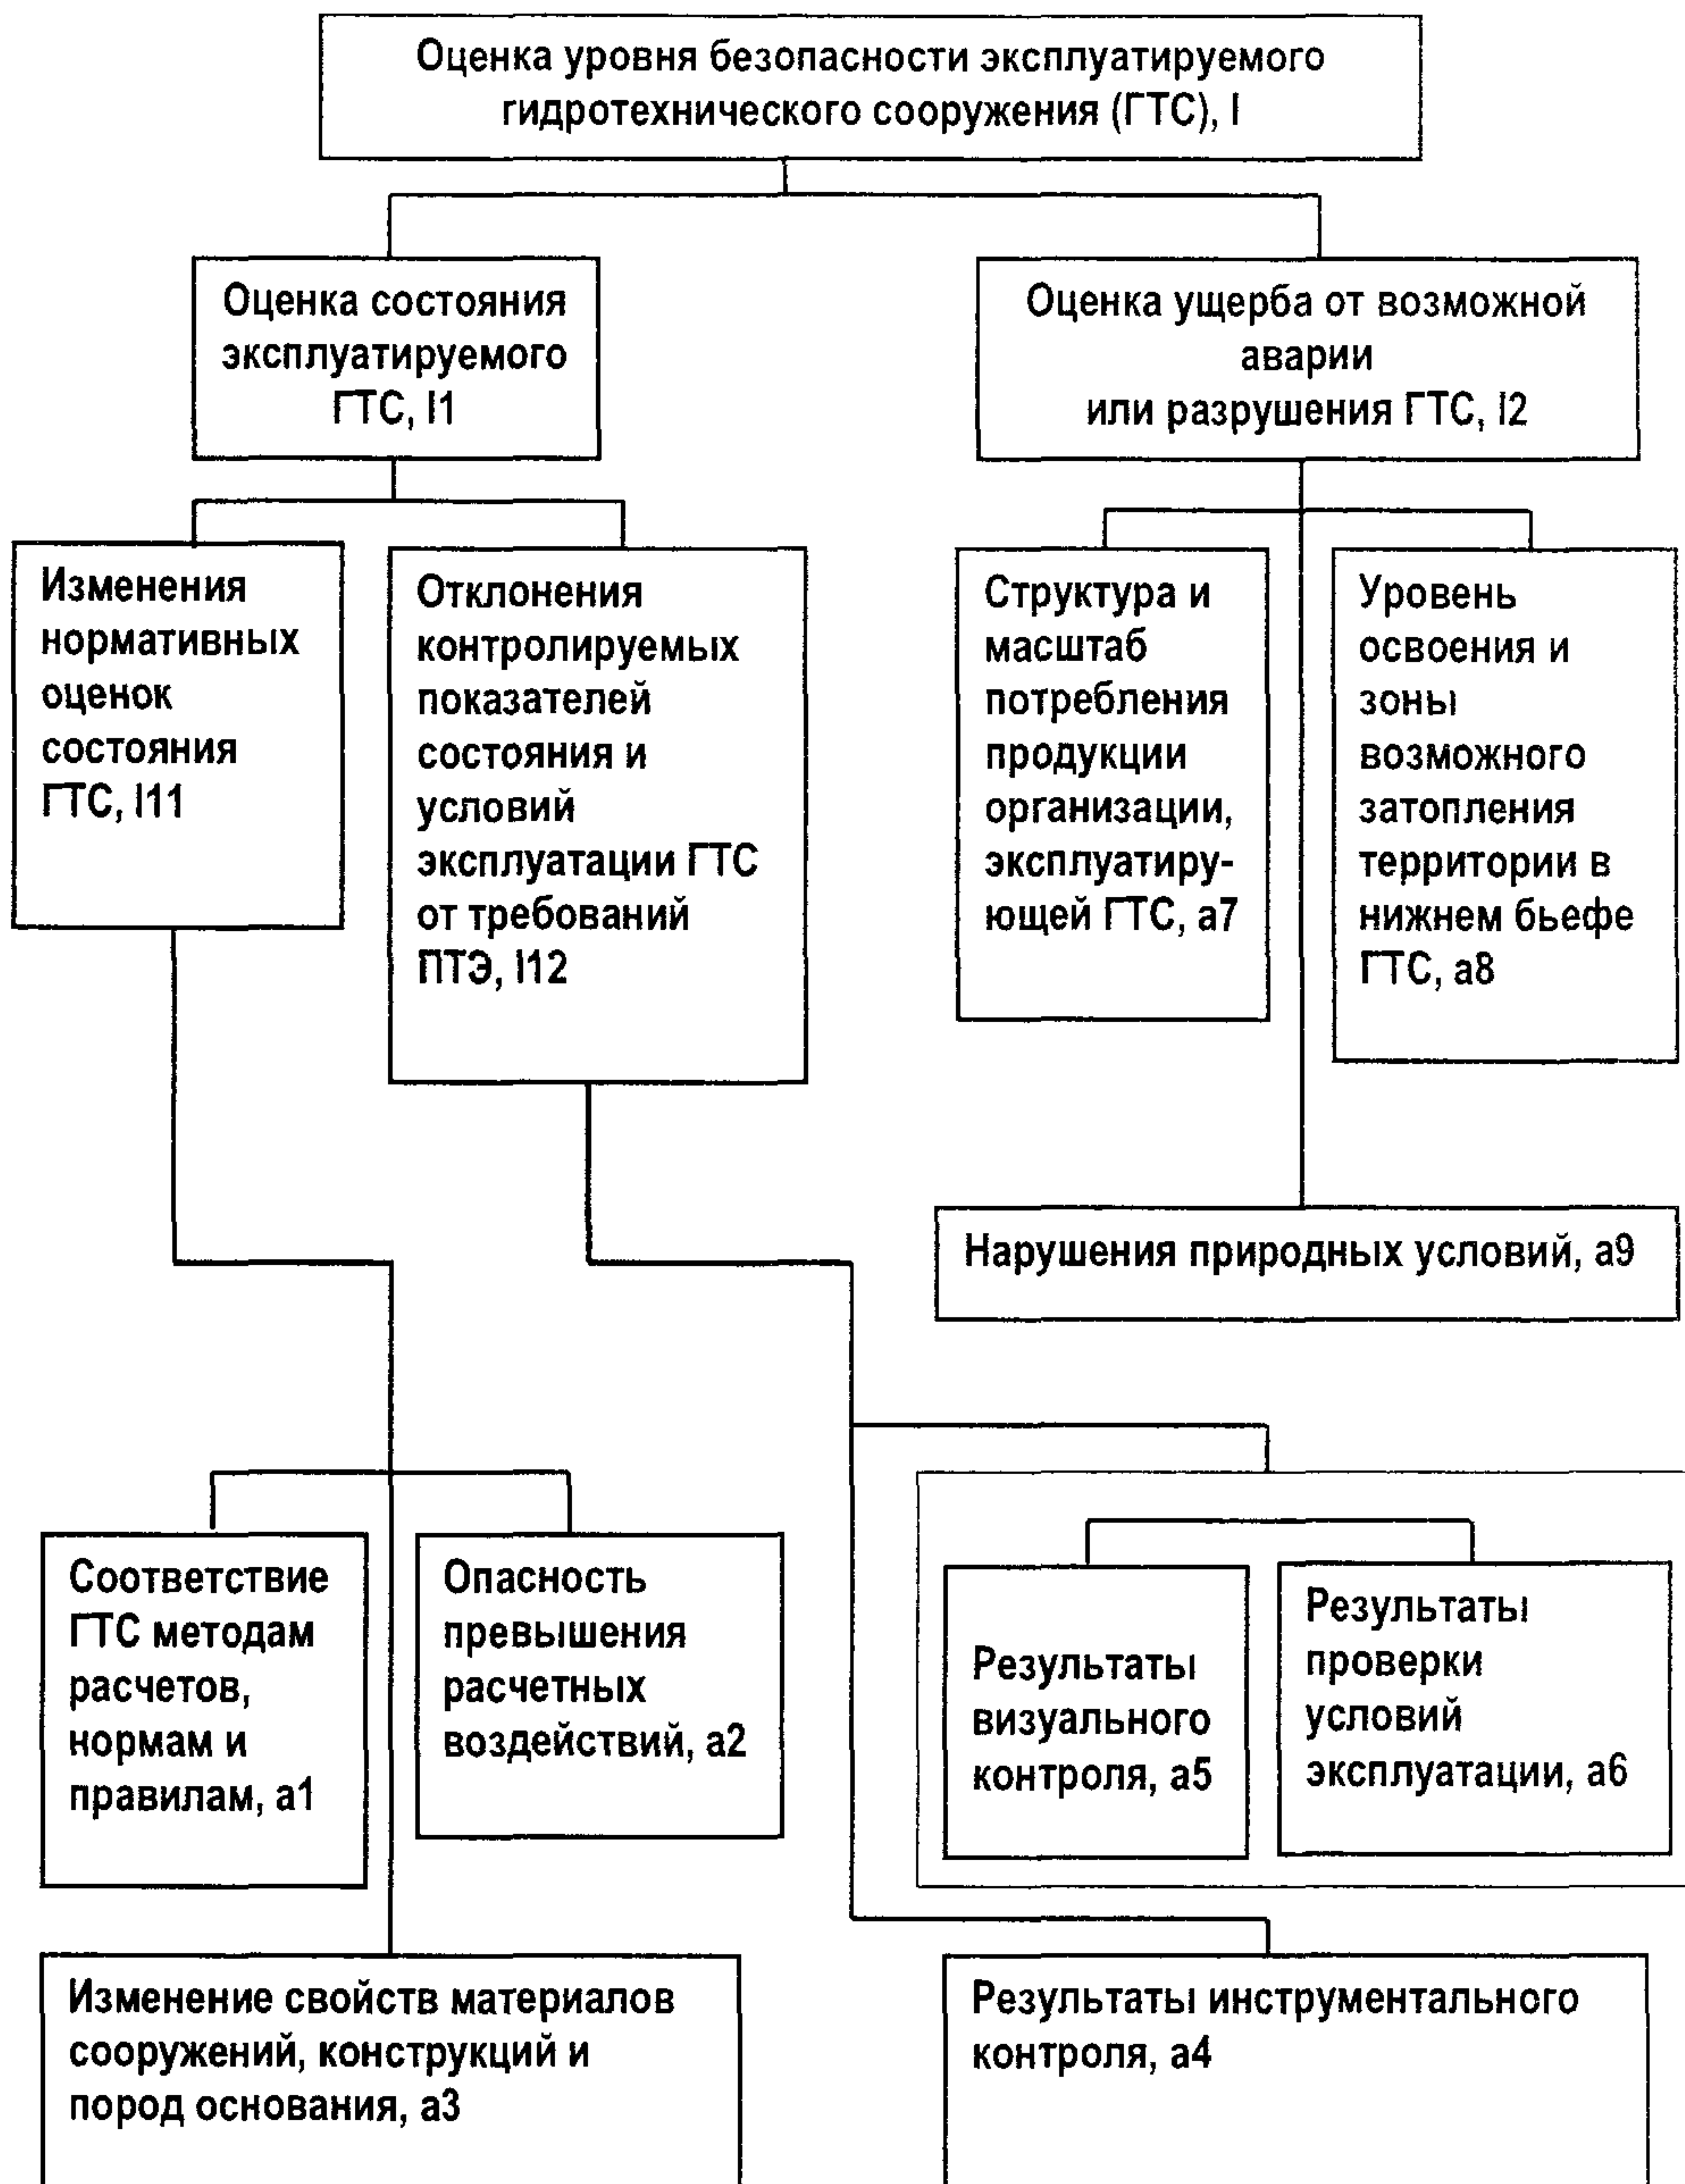 Оценка уровня безопасности эксплуатируемого
гидротехнического сооружения (ГТС), I
Оценка состояния
эксплуатируемого
ГТС, I1
Оценка ущерба от возможной
аварии
или разрушения ГТС, I2
Изменения
нормативных
оценок
состояния
ГТС, I11
Отклонения
контролируемых
показателей
состояния и
условий
эксплуатации ГТС
от требований
ПТЭ, I12
Структура и
масштаб
потребления
продукции
организации,
эксплуатиру-
ющей ГТС, а7
Уровень
освоения и
зоны
возможного
затопления
территории в
нижнем бьефе
ГТС, а8
Нарушения природных условий, а9
Соответствие
ГТС методам
расчетов,
нормам и
правилам, а1
Опасность
превышения
расчетных
воздействий, а2
Результаты
визуального
контроля, а5
Результаты
проверки
условий
эксплуатации, а6
Изменение свойств материалов
сооружений, конструкций и
пород основания, а3
Результаты инструментального
контроля, а4